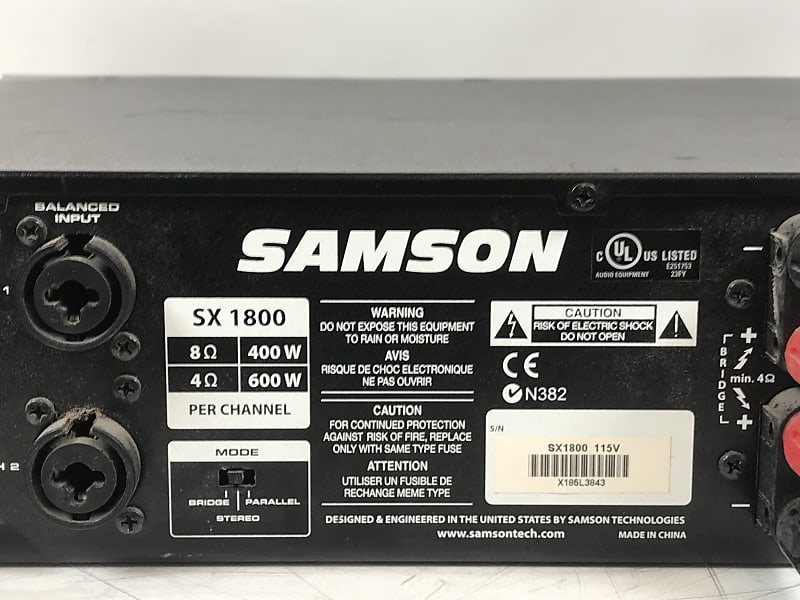 BALANCED
INPUT
1
H 2
SAMSON
C UL US LISTED
AUDIO EQUIPMENT
E251753
23FY
SX 1800
8Ω 400 W
4Ω 600 W
PER CHANNEL
MODE
BRIDGE PARALLEL
STEREO
WARNING
DO NOT EXPOSE THIS EQUIPMENT
TO RAIN OR MOISTURE
AVIS
RISQUE DE CHOC ELECTRONIQUE
NE PAS OUVRIR
CAUTION
FOR CONTINUED PROTECTION
AGAINST RISK OF FIRE, REPLACE
ONLY WITH SAME TYPE FUSE
ATTENTION
UTILISER UN FUSIBLE DE
RECHANGE MEME TYPE
CAUTION
RISK OF ELECTRIC SHOCK
DO NOT OPEN
CE
N382
S/N
SX1800 115V
X185L3843
DESIGNED & ENGINEERED IN THE UNITED STATES BY SAMSON TECHNOLOGIES
www.samsontech.com
MADE IN CHINA
BRIDGE
min. 4Ω